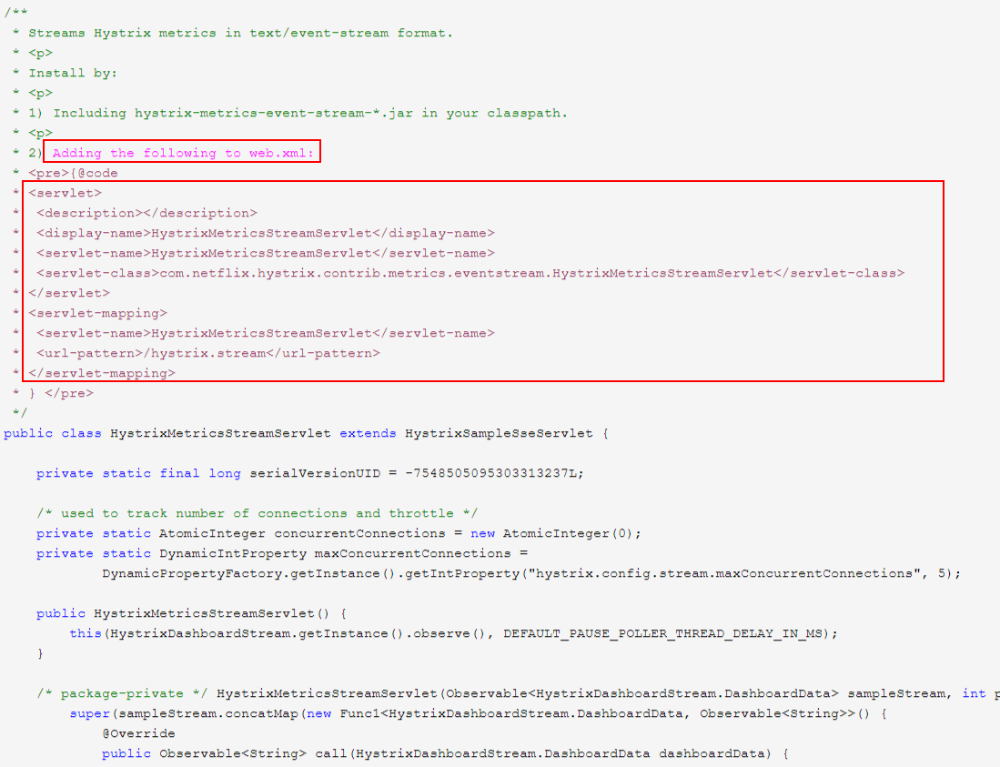 /**
 * Streams Hystrix metrics in text/event-stream format.
 * <p>
 * Install by:
 * <p>
 * 1) Including hystrix-metrics-event-stream-*.jar in your classpath.
 * <p>
 * 2) Adding the following to web.xml:
 * <pre>{@code
 * <servlet>
 *  <description></description>
 *  <display-name>HystrixMetricsStreamServlet</display-name>
 *  <servlet-name>HystrixMetricsStreamServlet</servlet-name>
 *  <servlet-class>com.netflix.hystrix.contrib.metrics.eventstream.HystrixMetricsStreamServlet</servlet-class>
 * </servlet>
 * <servlet-mapping>
 *  <servlet-name>HystrixMetricsStreamServlet</servlet-name>
 *  <url-pattern>/hystrix.stream</url-pattern>
 * </servlet-mapping>
 * } </pre>
 */
public class HystrixMetricsStreamServlet extends HystrixSampleSseServlet {
    private static final long serialVersionUID = -7548505095303313237L;
    /* used to track number of connections and throttle */
    private static AtomicInteger concurrentConnections = new AtomicInteger(0);
    private static DynamicIntProperty maxConcurrentConnections =
            DynamicPropertyFactory.getInstance().getIntProperty("hystrix.config.stream.maxConcurrentConnections", 5);
    public HystrixMetricsStreamServlet() {
        this(HystrixDashboardStream.getInstance().observe(), DEFAULT_PAUSE_POLLER_THREAD_DELAY_IN_MS);
    }
    /* package-private */ HystrixMetricsStreamServlet(Observable<HystrixDashboardStream.DashboardData> sampleStream, int p
        super(sampleStream.concatMap(new Func1<HystrixDashboardStream.DashboardData, Observable<String>>() {
            @Override
            public Observable<String> call(HystrixDashboardStream.DashboardData dashboardData) {